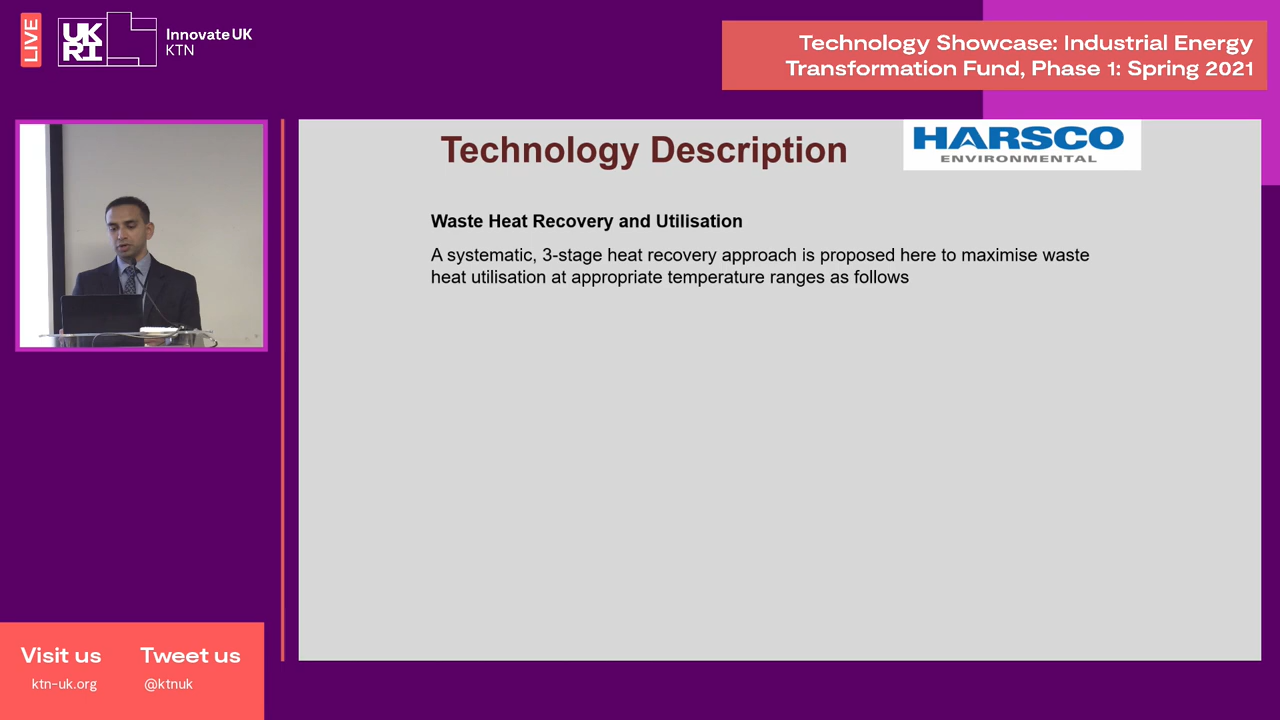 LIVE
UK
RI
Innovate UK
KTN
Technology Showcase: Industrial Energy
Transformation Fund, Phase 1: Spring 2021
Technology Description
HARSCO
ENVIRONMENTAL
Waste Heat Recovery and Utilisation
A systematic, 3-stage heat recovery approach is proposed here to maximise waste
heat utilisation at appropriate temperature ranges as follows
Visit us
ktn-uk.org
Tweet us
@ktnuk